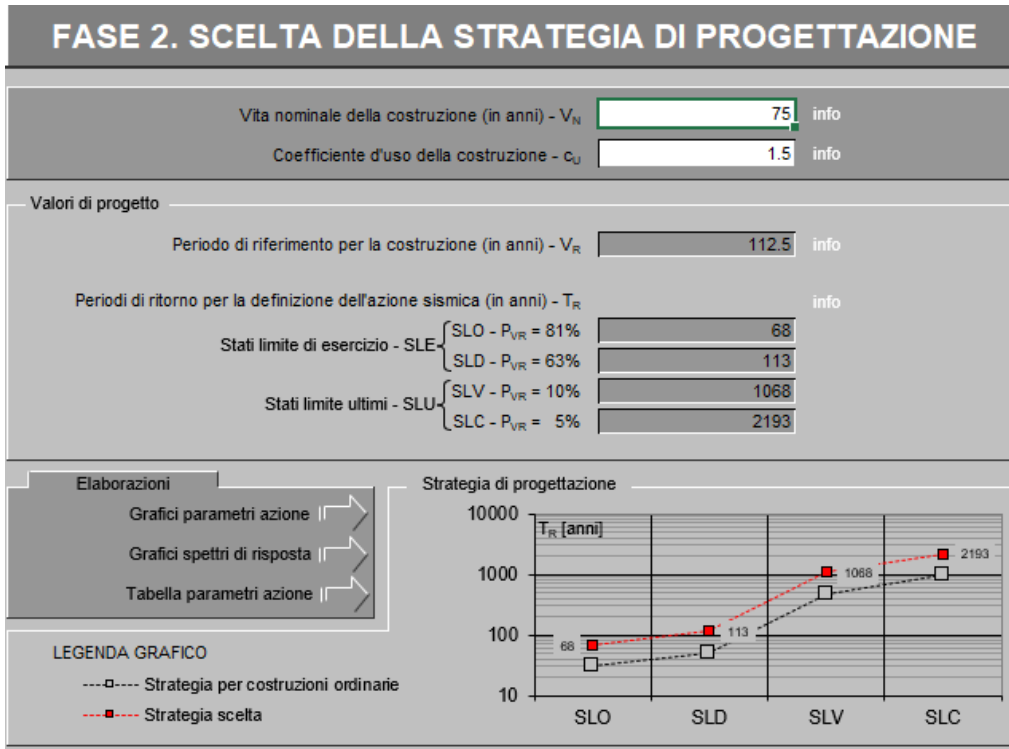 FASE 2. SCELTA DELLA STRATEGIA DI PROGETTAZIONE
Vita nominale della costruzione (in anni) - VN 75 info
Coefficiente d'uso della costruzione - cU 1.5 info
Valori di progetto
Periodo di riferimento per la costruzione (in anni) - VR 112.5 info
Periodi di ritorno per la definizione dell'azione sismica (in anni) - TR info
Stati limite di esercizio - SLE
SLO - PVR = 81% 68
SLD - PVR = 63% 113
Stati limite ultimi - SLU
SLV - PVR = 10% 1068
SLC - PVR = 5% 2193
Elaborazioni
Grafici parametri azione
Grafici spettri di risposta
Tabella parametri azione
LEGENDA GRAFICO
Strategia per costruzioni ordinarie
Strategia scelta
Strategia di progettazione
TR [anni]
10000
1000
100
10
68
113
1068
2193
SLO SLD SLV SLC